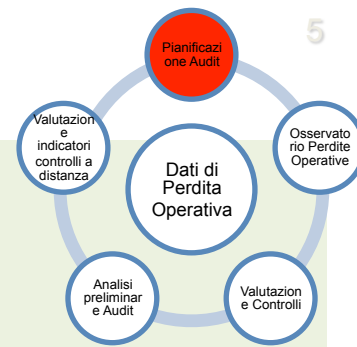 5
Pianificazi
one Audit
Osservato
rio Perdite
Operative
Valutazion
e Controlli
Analisi
preliminar
e Audit
Valutazion
e
indicatori
controlli a
distanza
Dati di
Perdita
Operativa